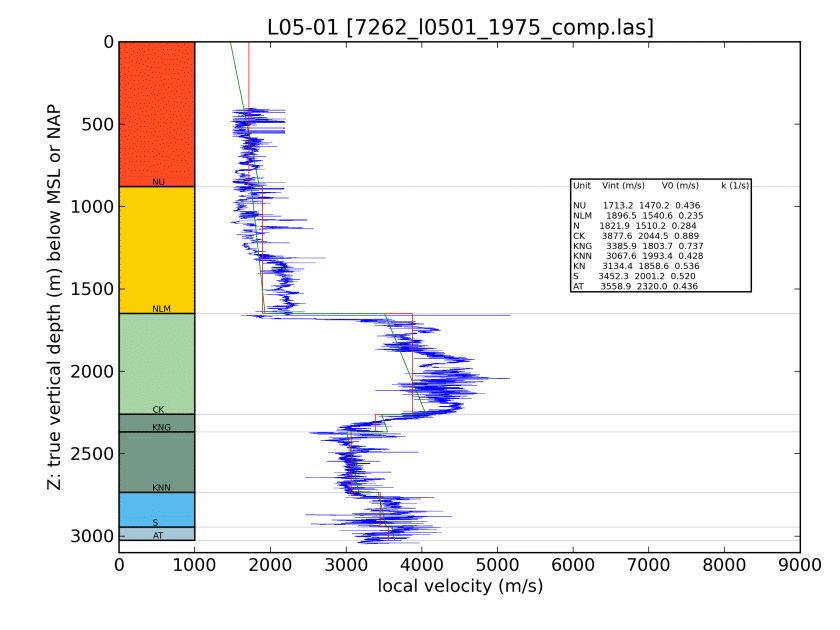 L05-01 [7262_l0501_1975_comp.las]
Z: true vertical depth (m) below MSL or NAP
0
500
1000
1500
2000
2500
3000
NU
NLM
CK
KNG
KNN
S
AT
Unit Vint (m/s) V0 (m/s) k (1/s)
NU 1713.2 1470.2 0.436
NLM 1896.5 1540.6 0.235
N 1821.9 1510.2 0.284
CK 3877.6 2044.5 0.889
KNG 3385.9 1803.7 0.737
KNN 3067.6 1993.4 0.428
KN 3134.4 1858.6 0.536
S 3452.3 2001.2 0.520
AT 3558.9 2320.0 0.436
0 1000 2000 3000 4000 5000 6000 7000 8000 9000
local velocity (m/s)